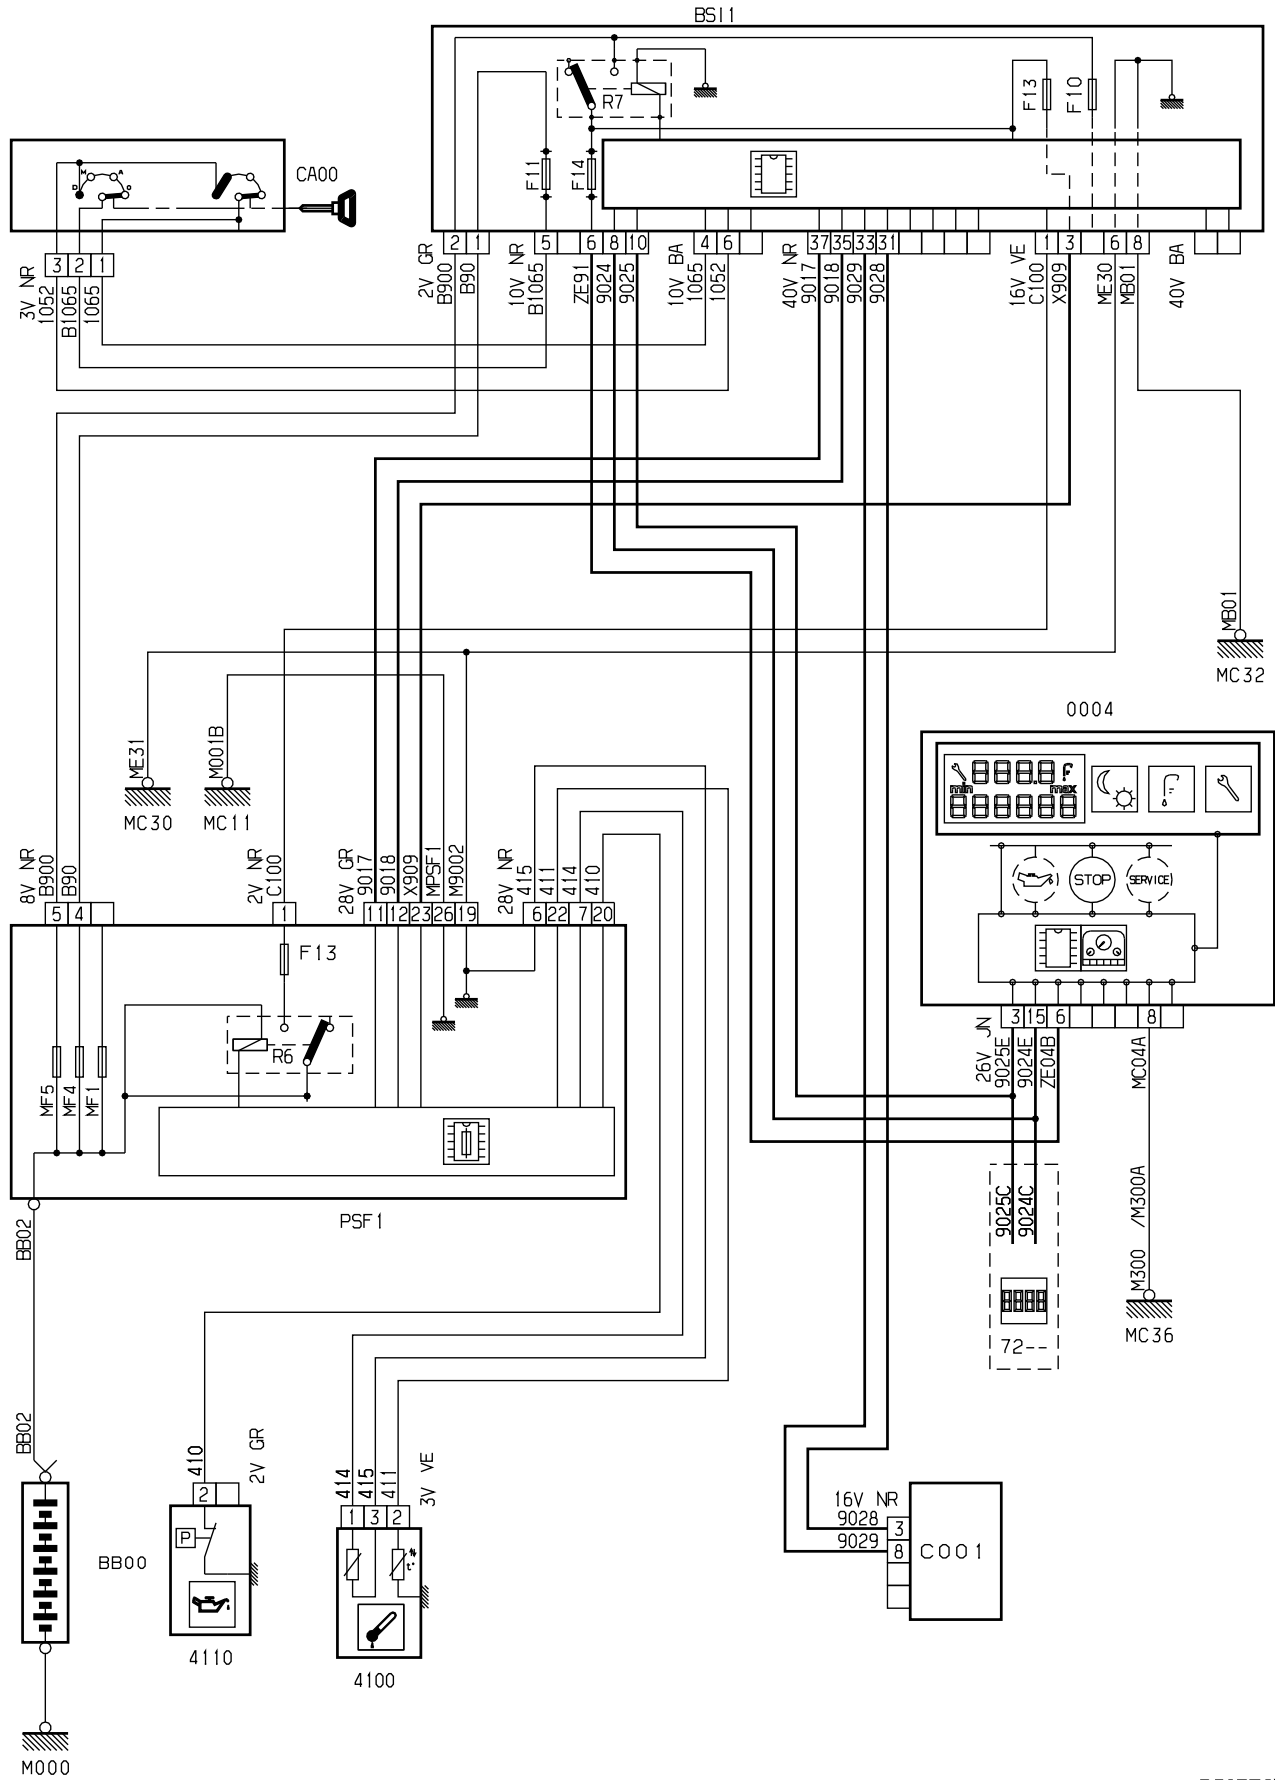 BSI1
R7
F13
F10
F11
F14
CA00
M
A
D
O
3 2 1
3V NR
1052
B1065
1065
2 1
5 6 8 10
4 6
37 35 33 31
1 3 6 8
2V GR
B900
B90
10V NR
B1065
ZE91
9024
9025
10V BA
1065
1052
40V NR
9017
9018
9029
9028
16V VE
C100
X909
ME30
MB01
40V BA
MB01
MC32
ME31
MC30
M001B
MC11
0004
min
max
STOP
SERVICE
3 15 6 8
26V JN
9025E
9024E
ZE04B
MC04A
9025C
9024C
72--
M300 /M300A
MC36
8V NR
B900
B90
2V NR
C100
28V GR
9017
9018
X909
MPSF1
M9002
28V NR
415
411
414
410
5 4
1
11 12 23 26 19
6 22 7 20
F13
R6
MF5
MF4
MF1
PSF1
BB02
BB02
BB00
M000
410
2V GR
2
P
4110
414
415
411
3V VE
1 3 2
t°
4100
16V NR
9028
9029
3
8
C001